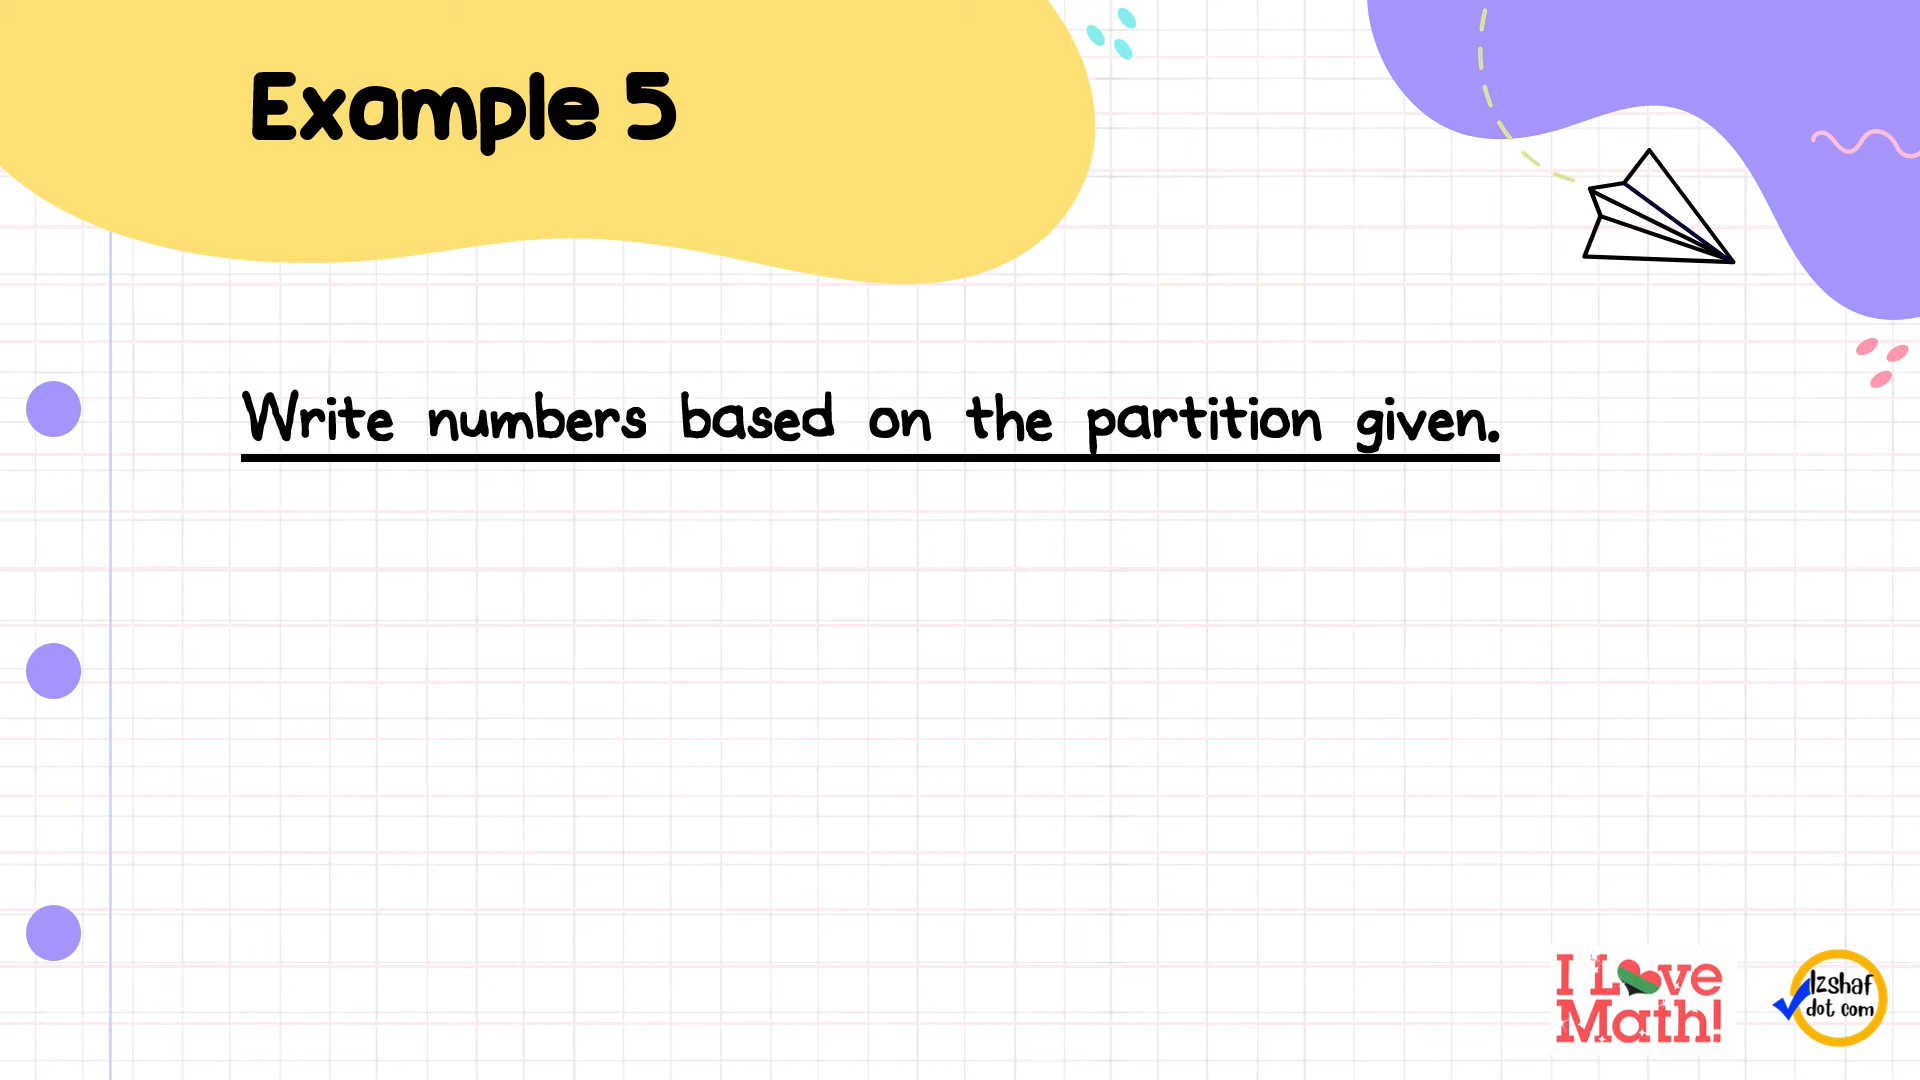 Example 5
Write numbers based on the partition given.
I Love
Math!
Izshaf
dot com